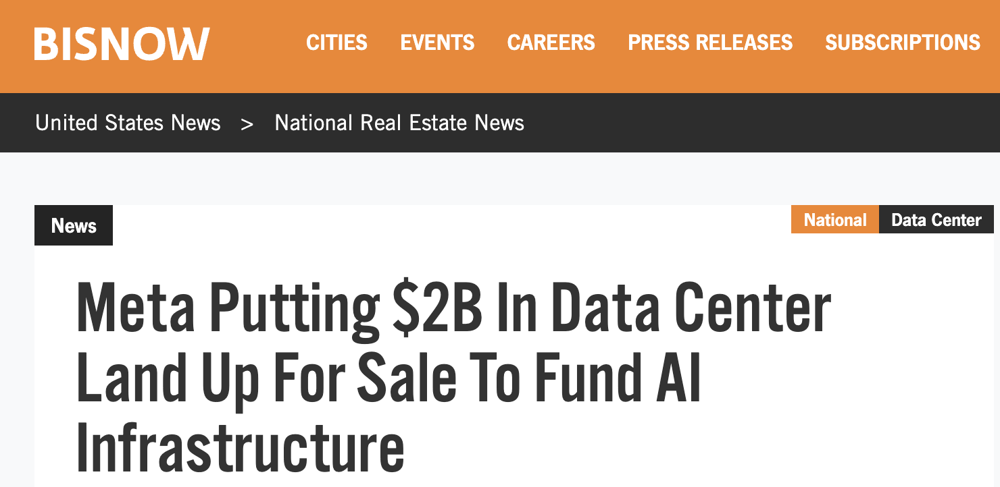 BISNOW CITIES EVENTS CAREERS PRESS RELEASES SUBSCRIPTIONS
United States News > National Real Estate News
News National Data Center
Meta Putting $2B In Data Center
Land Up For Sale To Fund AI
Infrastructure